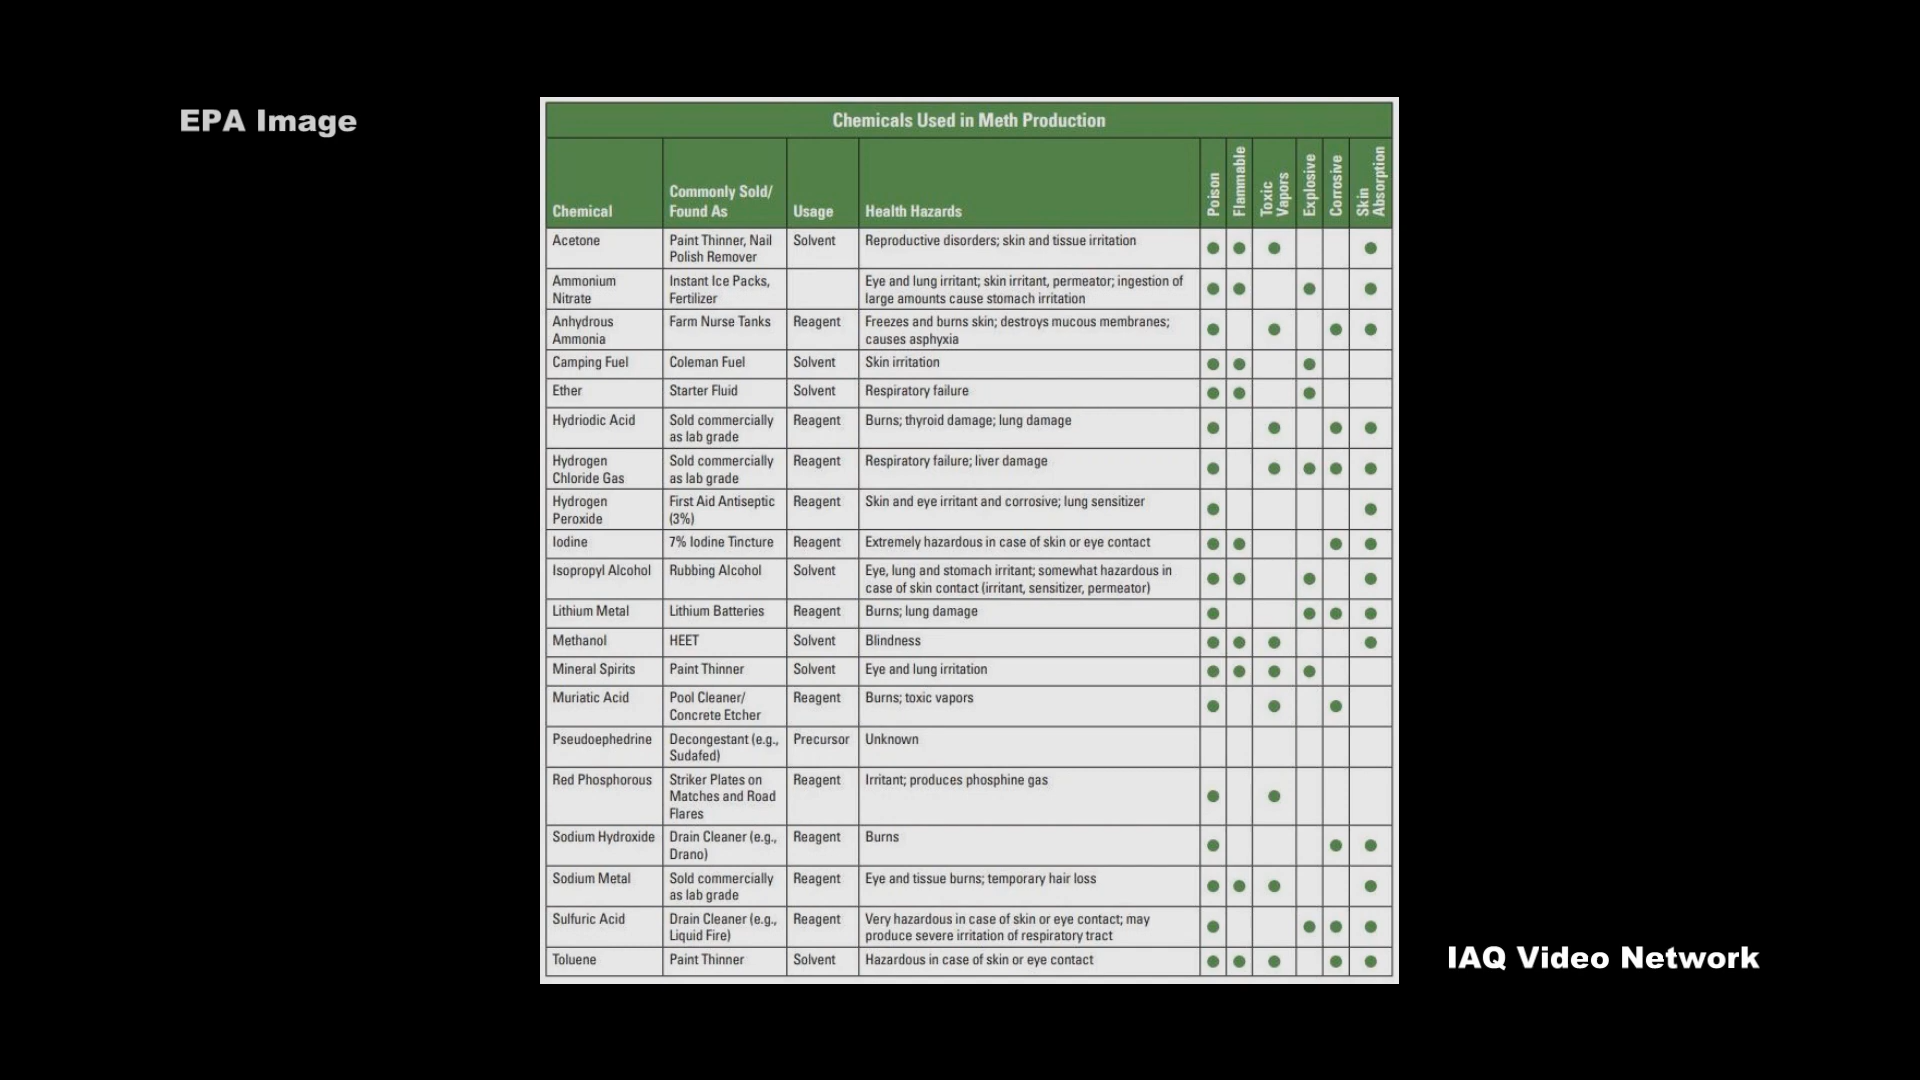 EPA Image
Chemicals Used in Meth Production
Chemical
Commonly Sold/
Found As
Usage
Health Hazards
Poison
Flammable
Toxic
Vapors
Explosive
Corrosive
Skin
Absorption
Acetone
Paint Thinner, Nail
Polish Remover
Solvent
Reproductive disorders; skin and tissue irritation
Ammonium
Nitrate
Instant Ice Packs,
Fertilizer
Eye and lung irritant; skin irritant, permeator; ingestion of
large amounts cause stomach irritation
Anhydrous
Ammonia
Farm Nurse Tanks
Reagent
Freezes and burns skin; destroys mucous membranes;
causes asphyxia
Camping Fuel
Coleman Fuel
Solvent
Skin irritation
Ether
Starter Fluid
Solvent
Respiratory failure
Hydriodic Acid
Sold commercially
as lab grade
Reagent
Burns; thyroid damage; lung damage
Hydrogen
Chloride Gas
Sold commercially
as lab grade
Reagent
Respiratory failure; liver damage
Hydrogen
Peroxide
First Aid Antiseptic
(3%)
Reagent
Skin and eye irritant and corrosive; lung sensitizer
Iodine
7% Iodine Tincture
Reagent
Extremely hazardous in case of skin or eye contact
Isopropyl Alcohol
Rubbing Alcohol
Solvent
Eye, lung and stomach irritant; somewhat hazardous in
case of skin contact (irritant, sensitizer, permeator)
Lithium Metal
Lithium Batteries
Reagent
Burns; lung damage
Methanol
HEET
Solvent
Blindness
Mineral Spirits
Paint Thinner
Solvent
Eye and lung irritation
Muriatic Acid
Pool Cleaner/
Concrete Etcher
Reagent
Burns; toxic vapors
Pseudoephedrine
Decongestant (e.g.,
Sudafed)
Precursor
Unknown
Red Phosphorous
Striker Plates on
Matches and Road
Flares
Reagent
Irritant; produces phosphine gas
Sodium Hydroxide
Drain Cleaner (e.g.,
Drano)
Reagent
Burns
Sodium Metal
Sold commercially
as lab grade
Reagent
Eye and tissue burns; temporary hair loss
Sulfuric Acid
Drain Cleaner (e.g.,
Liquid Fire)
Reagent
Very hazardous in case of skin or eye contact; may
produce severe irritation of respiratory tract
Toluene
Paint Thinner
Solvent
Hazardous in case of skin or eye contact
IAQ Video Network